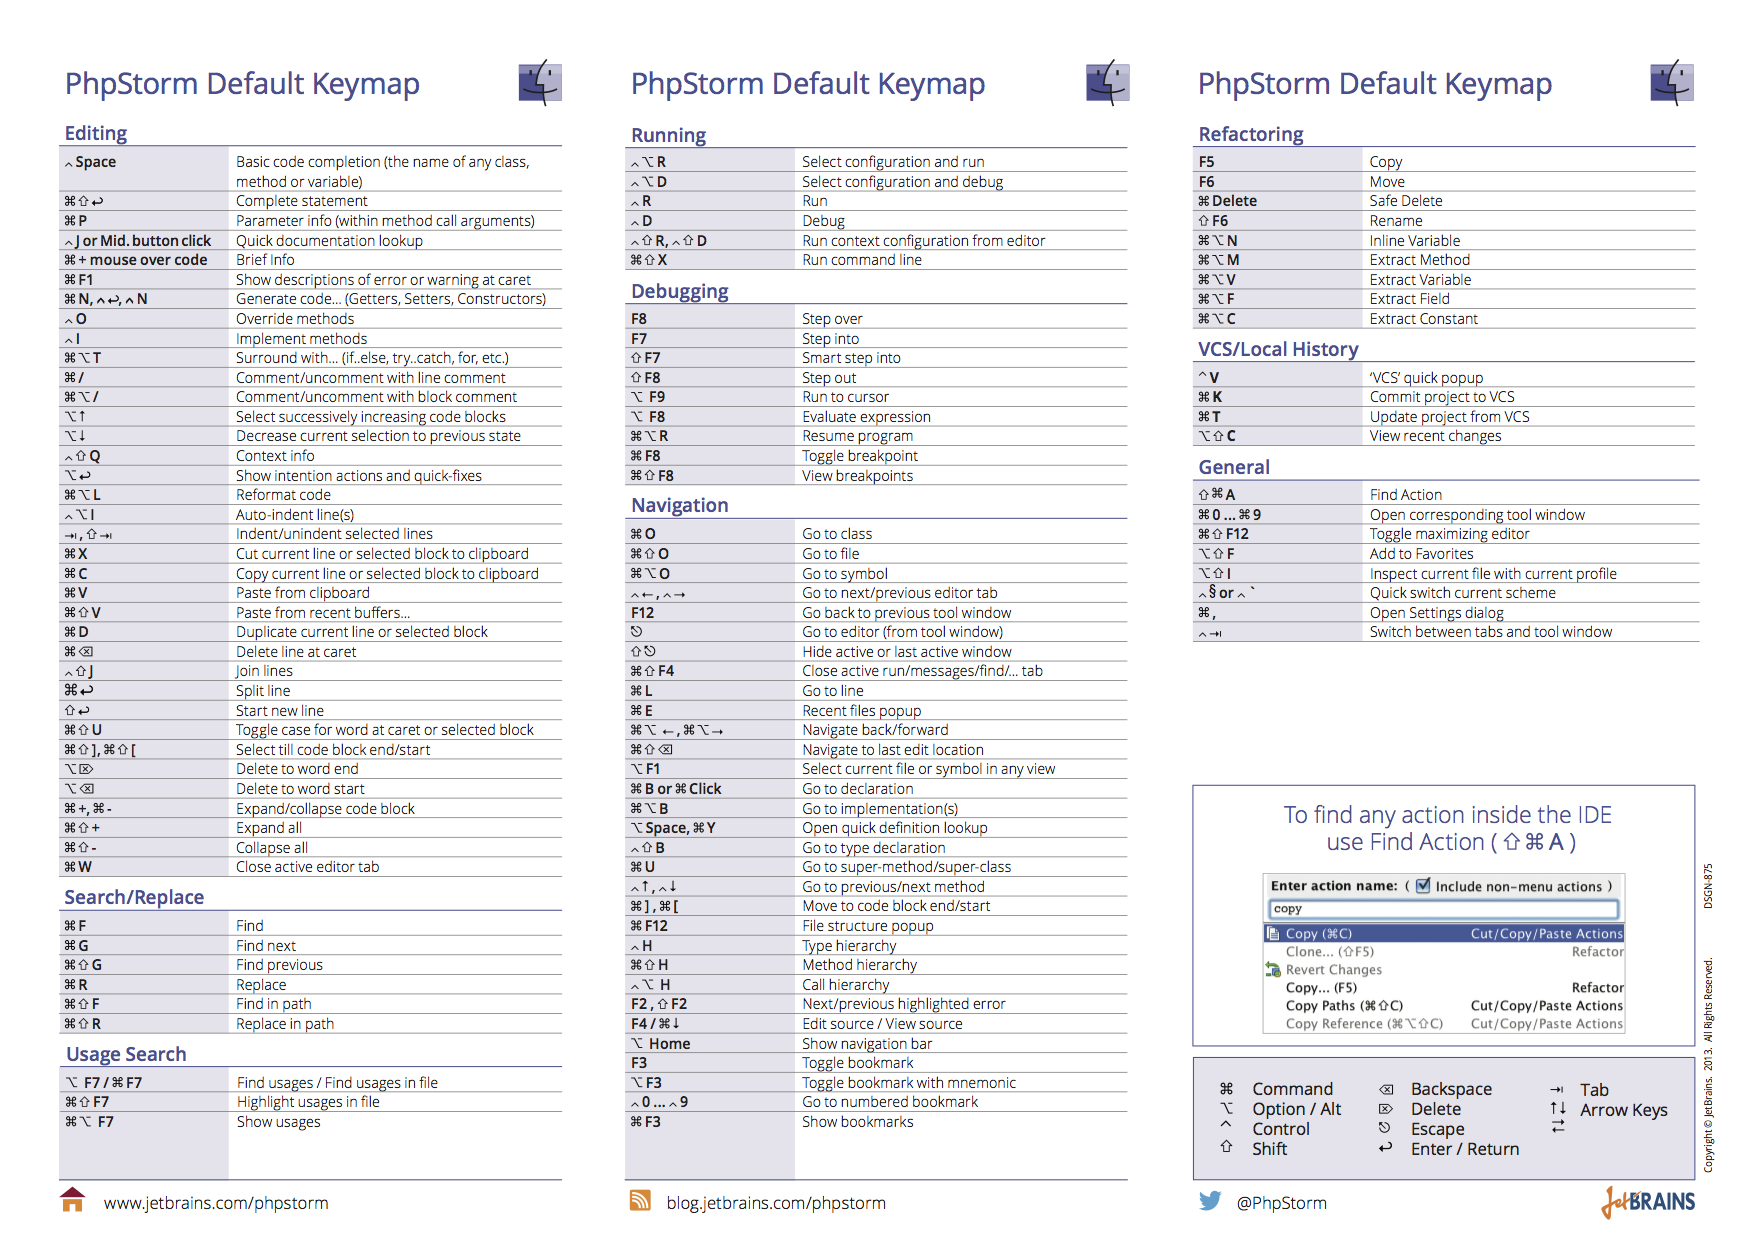 PhpStorm Default Keymap
Editing
^ Space Basic code completion (the name of any class,
method or variable)
⌘⇧↩ Complete statement
⌘ P Parameter info (within method call arguments)
^ J or Mid. button click Quick documentation lookup
⌘ + mouse over code Brief Info
⌘ F1 Show descriptions of error or warning at caret
⌘ N, ^ ↩, ^ N Generate code... (Getters, Setters, Constructors)
^ O Override methods
^ I Implement methods
⌘⌥ T Surround with... (if..else, try..catch, for, etc.)
⌘ / Comment/uncomment with line comment
⌘⌥ / Comment/uncomment with block comment
⌥↑ Select successively increasing code blocks
⌥↓ Decrease current selection to previous state
^⇧ Q Context info
⌥↩ Show intention actions and quick-fixes
⌘⌥ L Reformat code
^⌥ I Auto-indent line(s)
⇥, ⇧⇥ Indent/unindent selected lines
⌘ X Cut current line or selected block to clipboard
⌘ C Copy current line or selected block to clipboard
⌘ V Paste from clipboard
⌘⇧ V Paste from recent buffers...
⌘ D Duplicate current line or selected block
⌘⌫ Delete line at caret
^⇧ J Join lines
⌘↩ Split line
⇧↩ Start new line
⌘⇧ U Toggle case for word at caret or selected block
⌘⇧ ], ⌘⇧ [ Select till code block end/start
⌥⌦ Delete to word end
⌥⌫ Delete to word start
⌘ +, ⌘ - Expand/collapse code block
⌘⇧ + Expand all
⌘⇧ - Collapse all
⌘ W Close active editor tab
Search/Replace
⌘ F Find
⌘ G Find next
⌘⇧ G Find previous
⌘ R Replace
⌘⇧ F Find in path
⌘⇧ R Replace in path
Usage Search
⌥ F7 / ⌘ F7 Find usages / Find usages in file
⌘⇧ F7 Highlight usages in file
⌘⌥ F7 Show usages
www.jetbrains.com/phpstorm
PhpStorm Default Keymap
Running
^⌥ R Select configuration and run
^⌥ D Select configuration and debug
^ R Run
^ D Debug
^⇧ R, ^⇧ D Run context configuration from editor
⌘⇧ X Run command line
Debugging
F8 Step over
F7 Step into
⇧ F7 Smart step into
⇧ F8 Step out
⌥ F9 Run to cursor
⌥ F8 Evaluate expression
⌘⌥ R Resume program
⌘ F8 Toggle breakpoint
⌘⇧ F8 View breakpoints
Navigation
⌘ O Go to class
⌘⇧ O Go to file
⌘⌥ O Go to symbol
^←, ^→ Go to next/previous editor tab
F12 Go back to previous tool window
⎋ Go to editor (from tool window)
⇧⎋ Hide active or last active window
⌘⇧ F4 Close active run/messages/find/... tab
⌘ L Go to line
⌘ E Recent files popup
⌘⌥ ←, ⌘⌥→ Navigate back/forward
⌘⇧⌫ Navigate to last edit location
⌥ F1 Select current file or symbol in any view
⌘ B or ⌘ Click Go to declaration
⌘⌥ B Go to implementation(s)
⌥ Space, ⌘ Y Open quick definition lookup
^⇧ B Go to type declaration
⌘ U Go to super-method/super-class
^↑, ^↓ Go to previous/next method
⌘ ], ⌘ [ Move to code block end/start
⌘ F12 File structure popup
^ H Type hierarchy
⌘⇧ H Method hierarchy
^⌥ H Call hierarchy
F2 , ⇧ F2 Next/previous highlighted error
F4 / ⌘↓ Edit source / View source
⌥ Home Show navigation bar
F3 Toggle bookmark
⌥ F3 Toggle bookmark with mnemonic
^ 0 ... ^ 9 Go to numbered bookmark
⌘ F3 Show bookmarks
blog.jetbrains.com/phpstorm
PhpStorm Default Keymap
Refactoring
F5 Copy
F6 Move
⌘ Delete Safe Delete
⇧ F6 Rename
⌘⌥ N Inline Variable
⌘⌥ M Extract Method
⌘⌥ V Extract Variable
⌘⌥ F Extract Field
⌘⌥ C Extract Constant
VCS/Local History
^ V ‘VCS’ quick popup
⌘ K Commit project to VCS
⌘ T Update project from VCS
⌥⇧ C View recent changes
General
⇧⌘ A Find Action
⌘ 0 ... ⌘ 9 Open corresponding tool window
⌘⇧ F12 Toggle maximizing editor
⌥⇧ F Add to Favorites
⌥⇧ I Inspect current file with current profile
^ § or ^ ` Quick switch current scheme
⌘ , Open Settings dialog
^⇥ Switch between tabs and tool window
To find any action inside the IDE
use Find Action ( ⇧ ⌘ A )
Enter action name: ( Include non-menu actions )
copy
Copy (⌘C) Cut/Copy/Paste Actions
Clone... (⇧F5) Refactor
Revert Changes
Copy... (F5) Refactor
Copy Paths (⌘⇧C) Cut/Copy/Paste Actions
Copy Reference (⌘⌥⇧C) Cut/Copy/Paste Actions
⌘ Command ⌫ Backspace ⇥ Tab
⌥ Option / Alt ⌦ Delete ↑↓ Arrow Keys
^ Control ⎋ Escape ⇄
⇧ Shift ↩ Enter / Return
@PhpStorm
JetBRAINS
Copyright © JetBrains. 2013. All Rights Reserved. DSGN-875